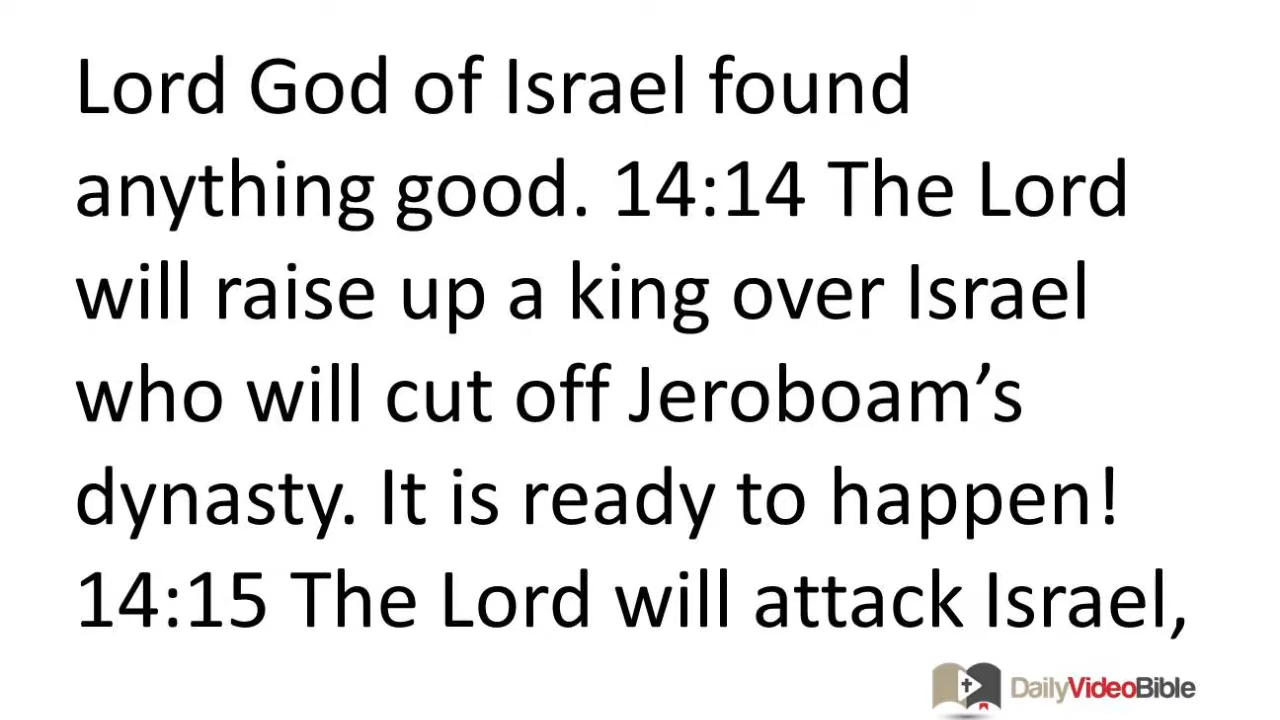 Lord God of Israel found
anything good. 14:14 The Lord
will raise up a king over Israel
who will cut off Jeroboam’s
dynasty. It is ready to happen!
14:15 The Lord will attack Israel,
DailyVideoBible